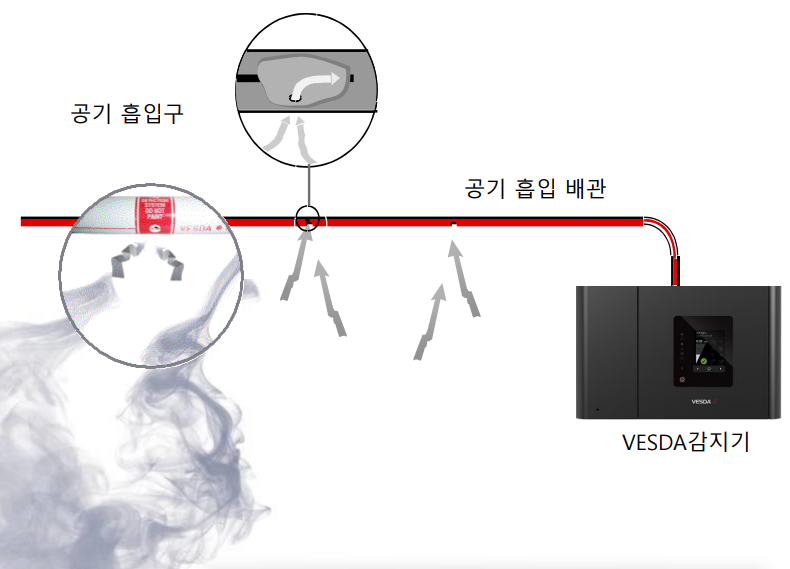 공기 흡입구
공기 흡입 배관
DETECTION
SYSTEM
DO NOT
PAINT
VESDA
VESDA
VESDA감지기